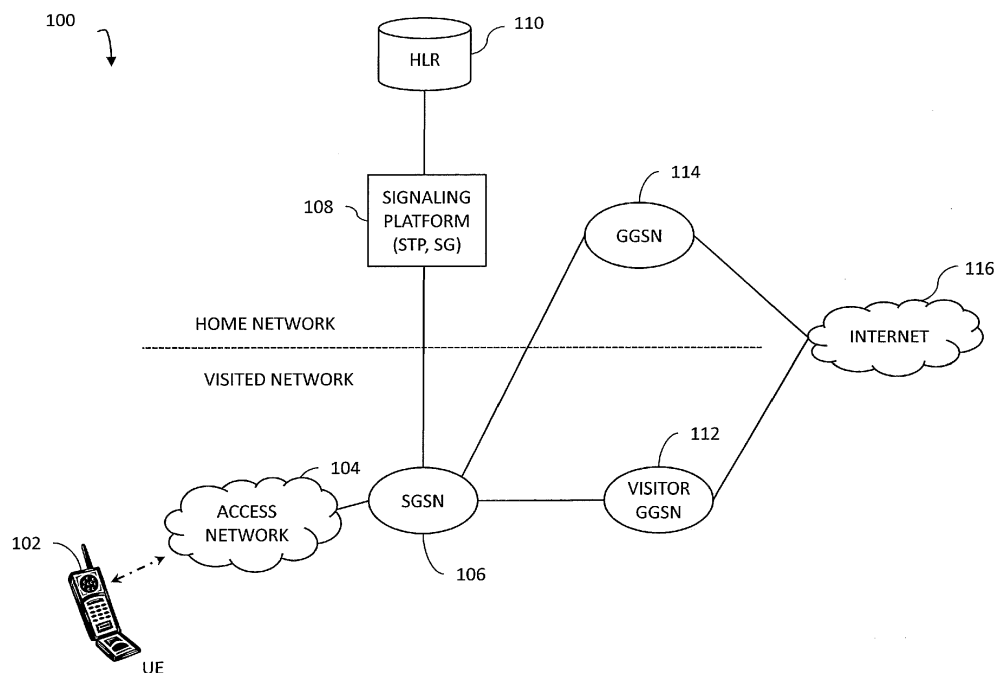 100
110
HLR
SIGNALING
PLATFORM
(STP, SG)
108
114
GGSN
116
INTERNET
HOME NETWORK
VISITED NETWORK
112
VISITOR
GGSN
104
ACCESS
NETWORK
SGSN
106
102
UE